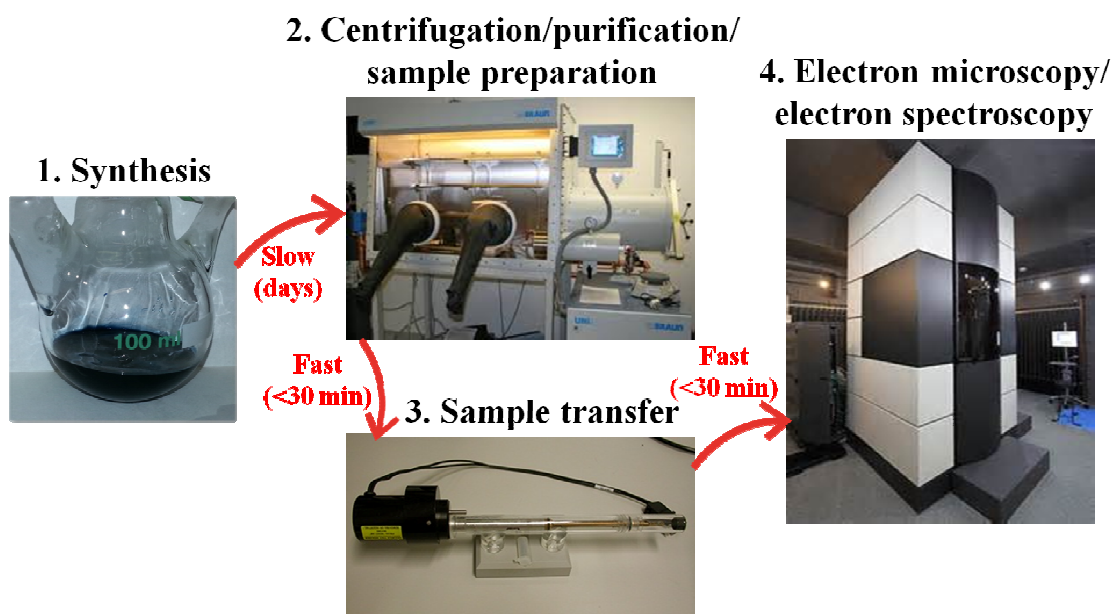 1. Synthesis
100 ml
Slow
(days)
2. Centrifugation/purification/
sample preparation
BRAUN
Fast
(<30 min)
3. Sample transfer
Fast
(<30 min)
4. Electron microscopy/
electron spectroscopy